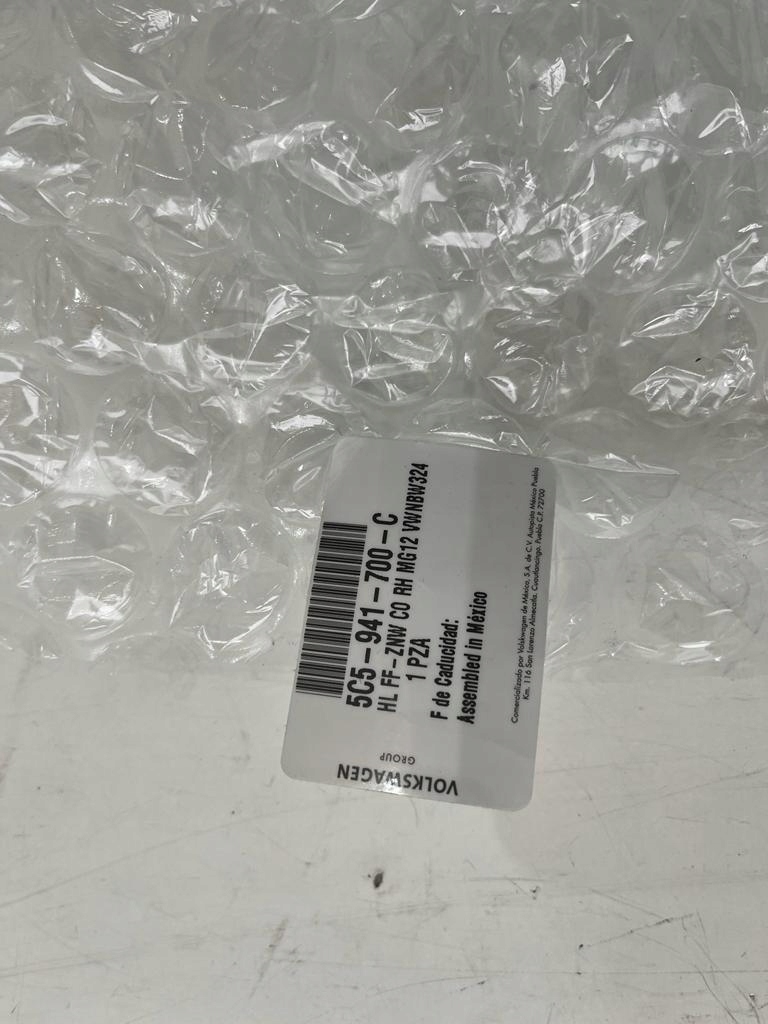 5C5-941-700-C
HL FF-ZNW CO RH MG12 VWNBW324
1 PZA
F de Caducidad:
Assembled in México
Comercializado por Volskwagen de México, S.A. de C.V. Autopista México Puebla
Km. 116 San Lorenzo Almecatla. Cuautlancingo. Puebla C.P. 72700
VOLKSWAGEN
GROUP